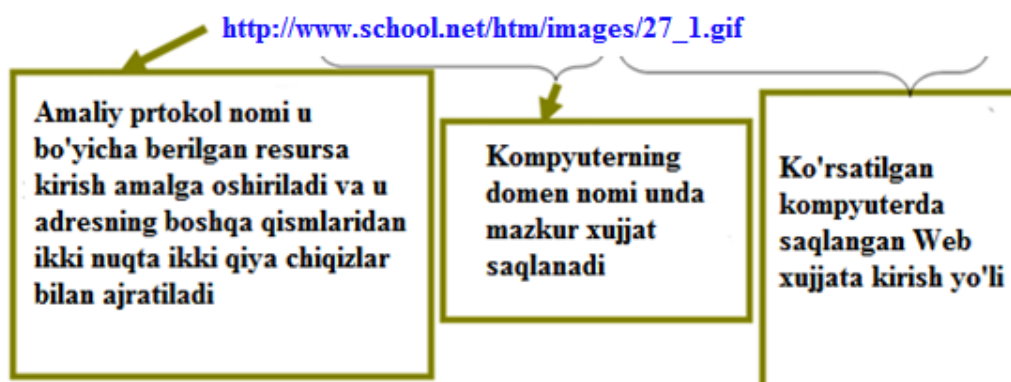 http://www.school.net/htm/images/27_1.gif
Amaliy prtokol nomi u
bo'yicha berilgan resursa
kirish amalga oshiriladi va u
adresning boshqa qismlaridan
ikki nuqta ikki qiya chiqizlar
bilan ajratiladi
Kompyuterning
domen nomi unda
mazkur xujjat
saqlanadi
Ko'rsatilgan
kompyuterda
saqlangan Web
xujjata kirish yo'li